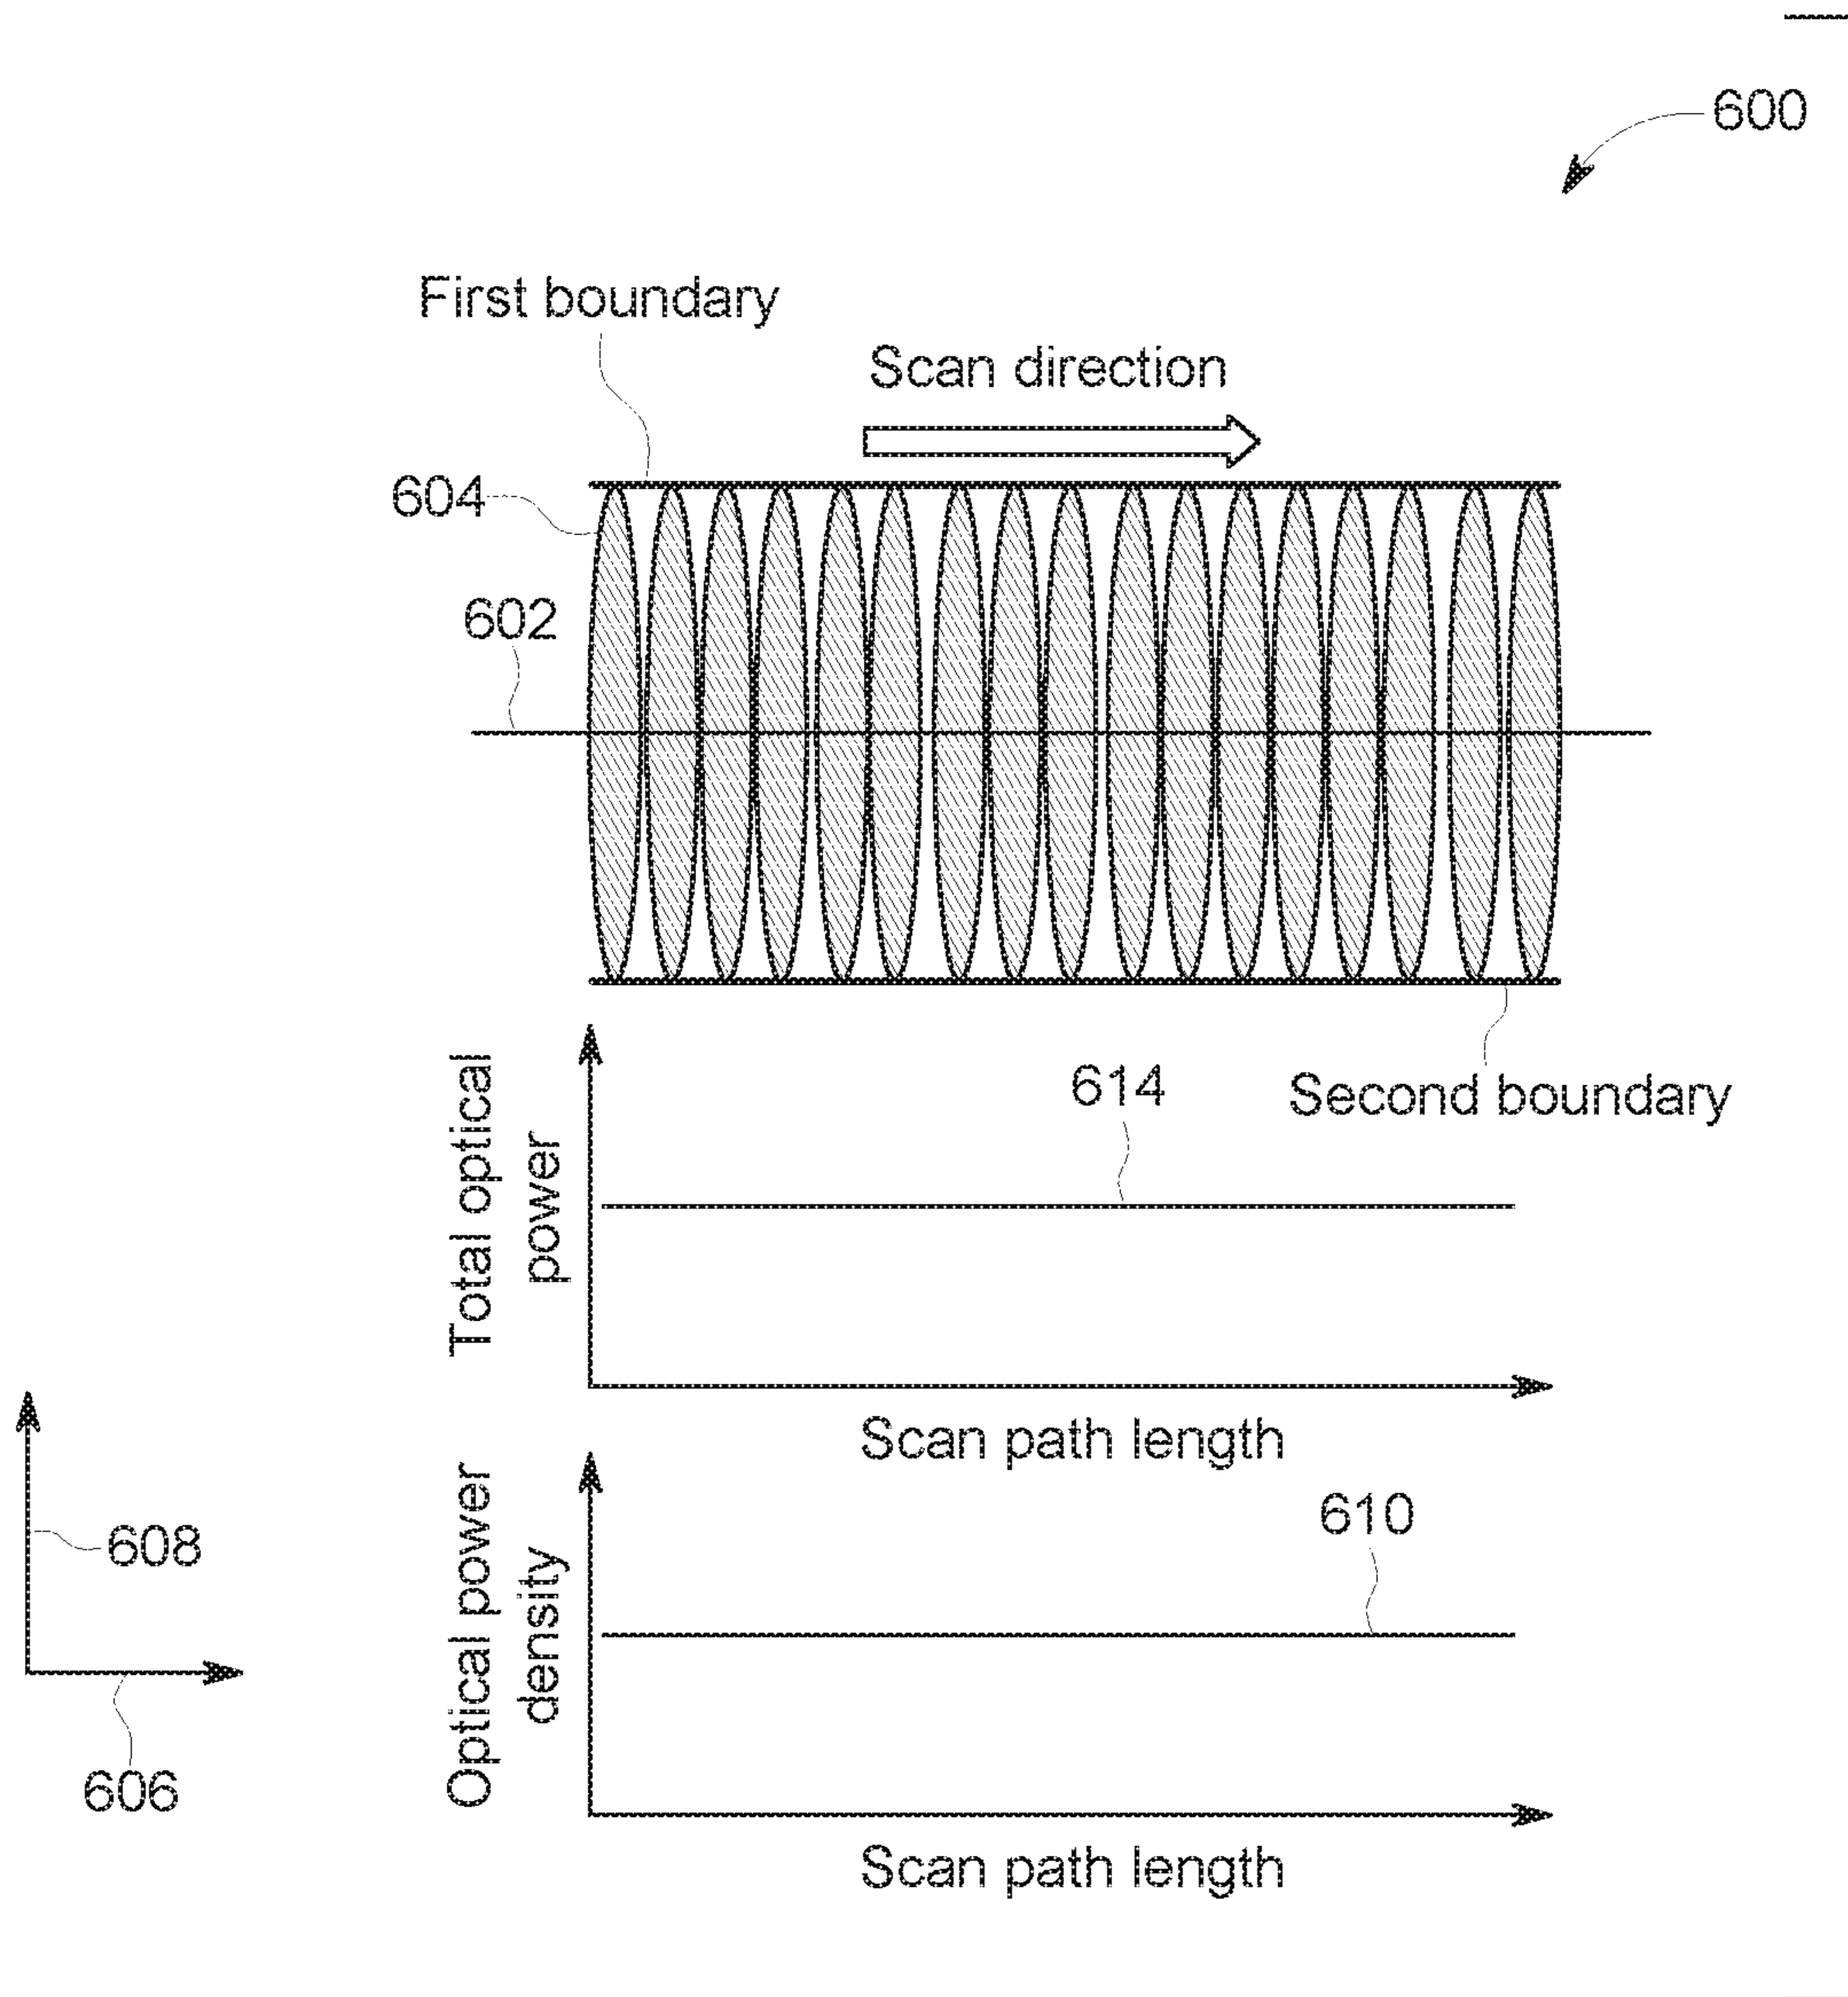 600
First boundary
Scan direction
604
602
Total optical
power
614
Second boundary
Scan path length
Optical power
density
610
608
606
Scan path length